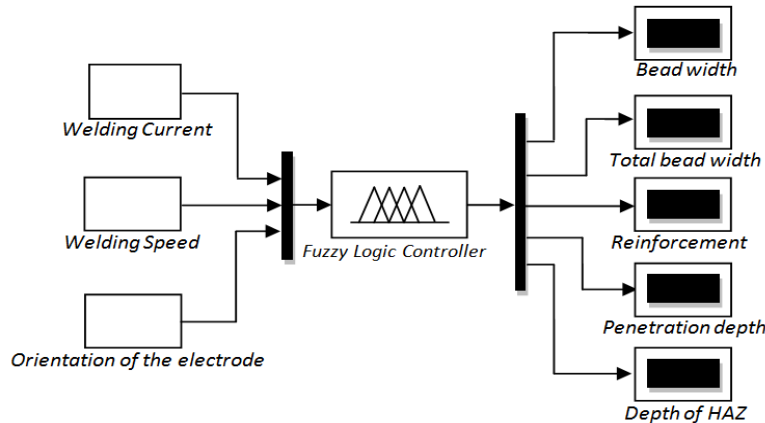 Welding Current
Welding Speed
Orientation of the electrode
Fuzzy Logic Controller
Bead width
Total bead width
Reinforcement
Penetration depth
Depth of HAZ